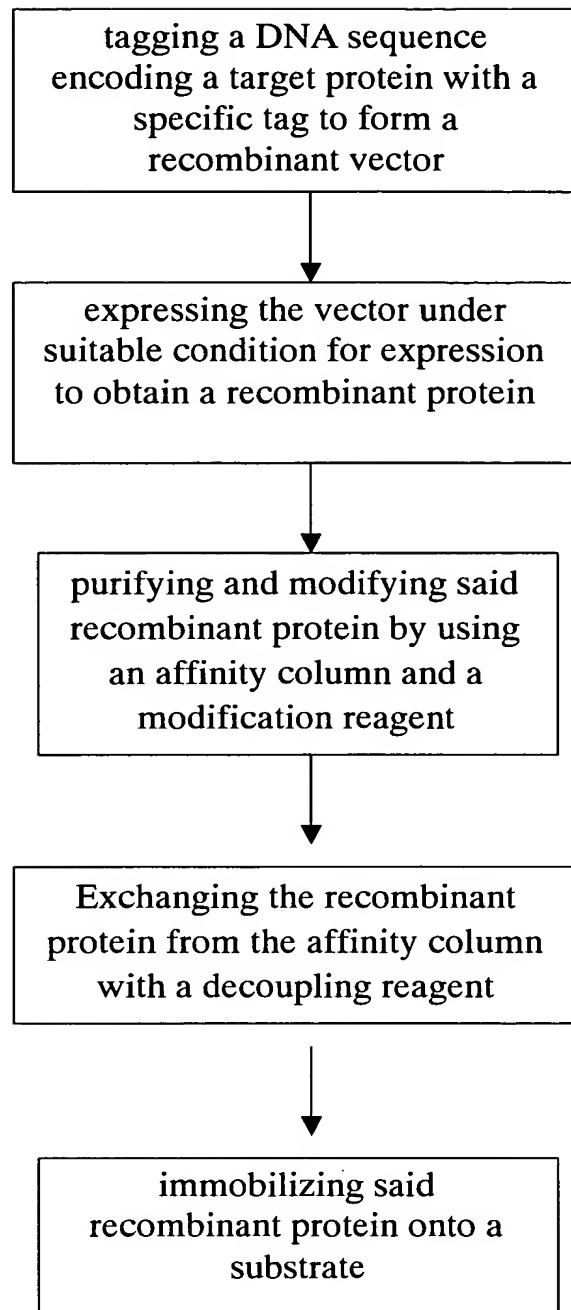 tagging a DNA sequence
encoding a target protein with a
specific tag to form a
recombinant vector
expressing the vector under
suitable condition for expression
to obtain a recombinant protein
purifying and modifying said
recombinant protein by using
an affinity column and a
modification reagent
Exchanging the recombinant
protein from the affinity column
with a decoupling reagent
immobilizing said
recombinant protein onto a
substrate